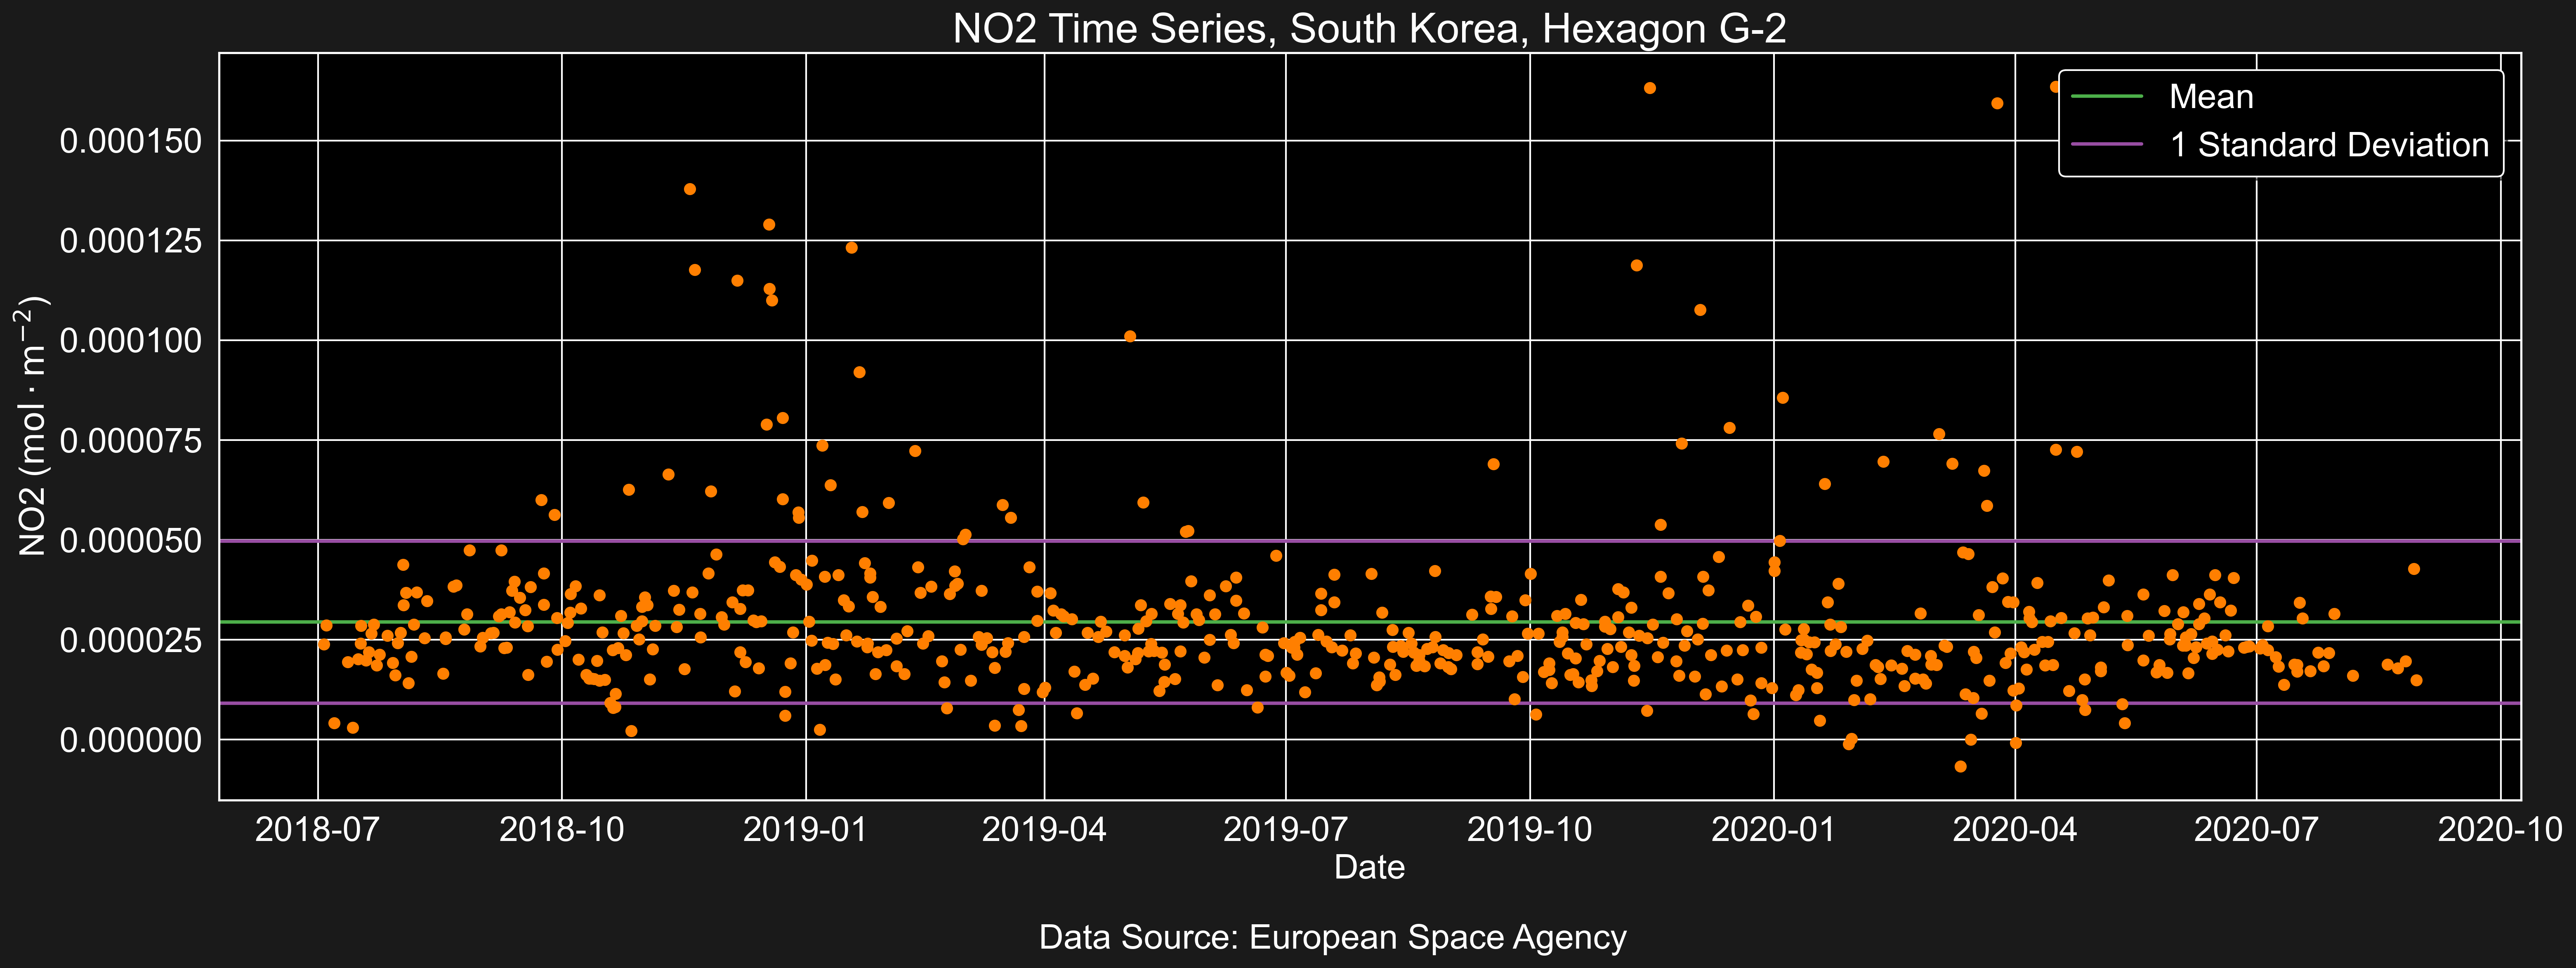 NO2 Time Series, South Korea, Hexagon G-2
Mean
1 Standard Deviation
NO2 (mol · m⁻²)
0.000150
0.000125
0.000100
0.000075
0.000050
0.000025
0.000000
2018-07 2018-10 2019-01 2019-04 2019-07 2019-10 2020-01 2020-04 2020-07 2020-10
Date
Data Source: European Space Agency